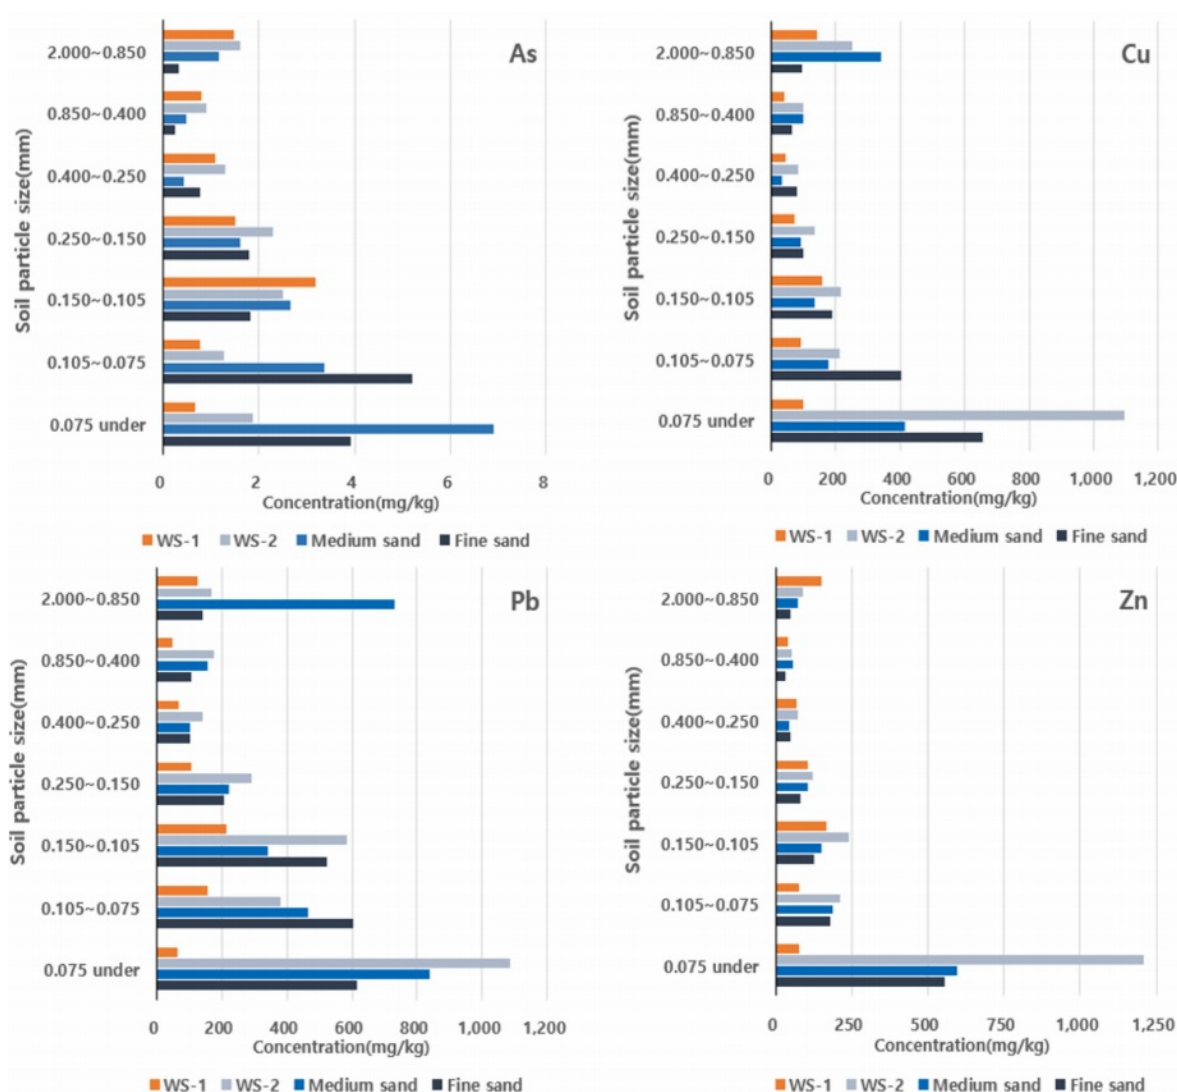 As
Soil particle size(mm)
2.000~0.850
0.850~0.400
0.400~0.250
0.250~0.150
0.150~0.105
0.105~0.075
0.075 under
0 2 4 6 8
Concentration(mg/kg)
WS-1 WS-2 Medium sand Fine sand
Cu
Soil particle size(mm)
2.000~0.850
0.850~0.400
0.400~0.250
0.250~0.150
0.150~0.105
0.105~0.075
0.075 under
0 200 400 600 800 1,000 1,200
Concentration(mg/kg)
WS-1 WS-2 Medium sand Fine sand
Pb
Soil particle size(mm)
2.000~0.850
0.850~0.400
0.400~0.250
0.250~0.150
0.150~0.105
0.105~0.075
0.075 under
0 200 400 600 800 1,000 1,200
Concentration(mg/kg)
WS-1 WS-2 Medium sand Fine sand
Zn
Soil particle size(mm)
2.000~0.850
0.850~0.400
0.400~0.250
0.250~0.150
0.150~0.105
0.105~0.075
0.075 under
0 250 500 750 1,000 1,250
Concentration(mg/kg)
WS-1 WS-2 Medium sand Fine sand